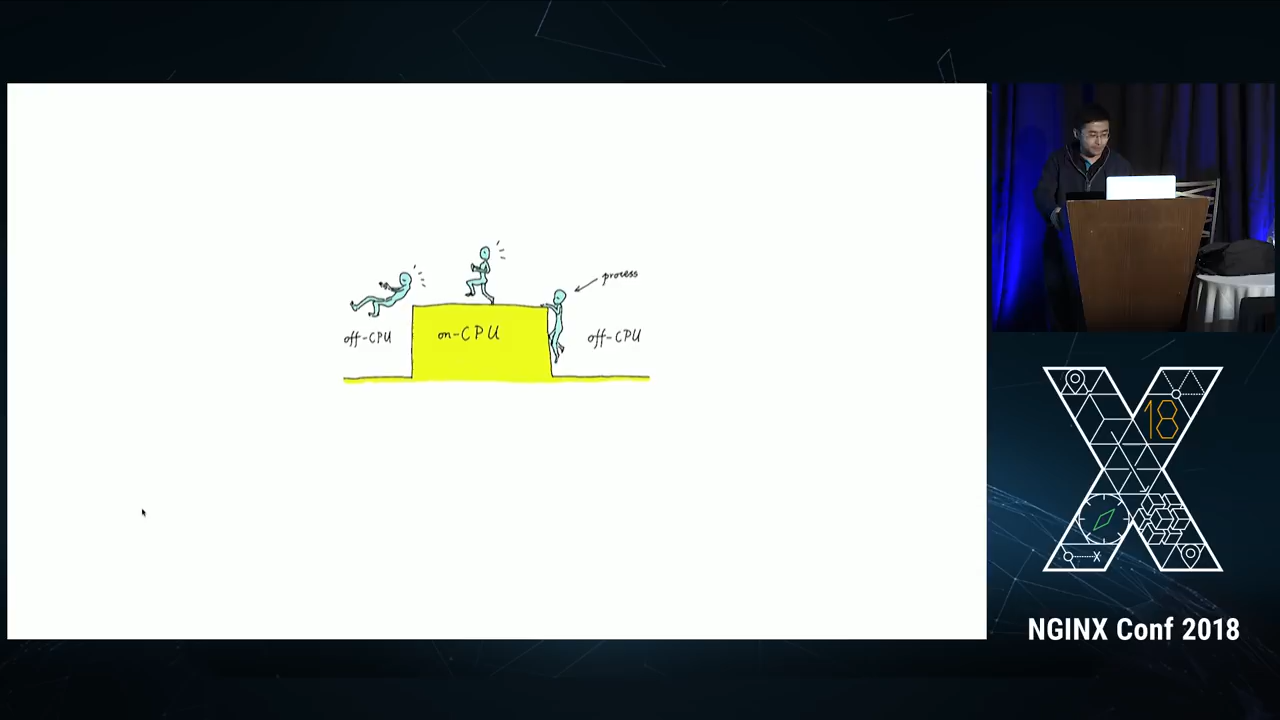 process
off-CPU
on-CPU
off-CPU
18
NGINX Conf 2018